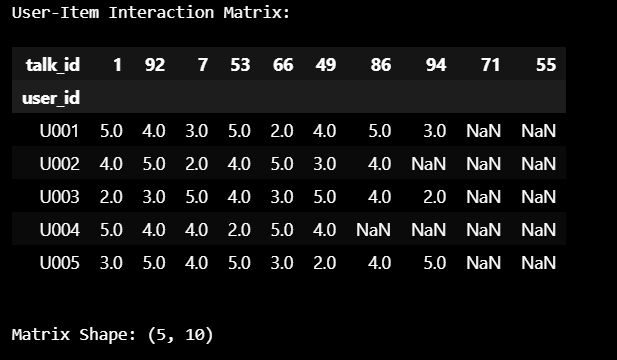 User-Item Interaction Matrix:
talk_id 1 92 7 53 66 49 86 94 71 55
user_id
U001 5.0 4.0 3.0 5.0 2.0 4.0 5.0 3.0 NaN NaN
U002 4.0 5.0 2.0 4.0 5.0 3.0 4.0 NaN NaN NaN
U003 2.0 3.0 5.0 4.0 3.0 5.0 4.0 2.0 NaN NaN
U004 5.0 4.0 4.0 2.0 5.0 4.0 NaN NaN NaN NaN
U005 3.0 5.0 4.0 5.0 3.0 2.0 4.0 5.0 NaN NaN
Matrix Shape: (5, 10)